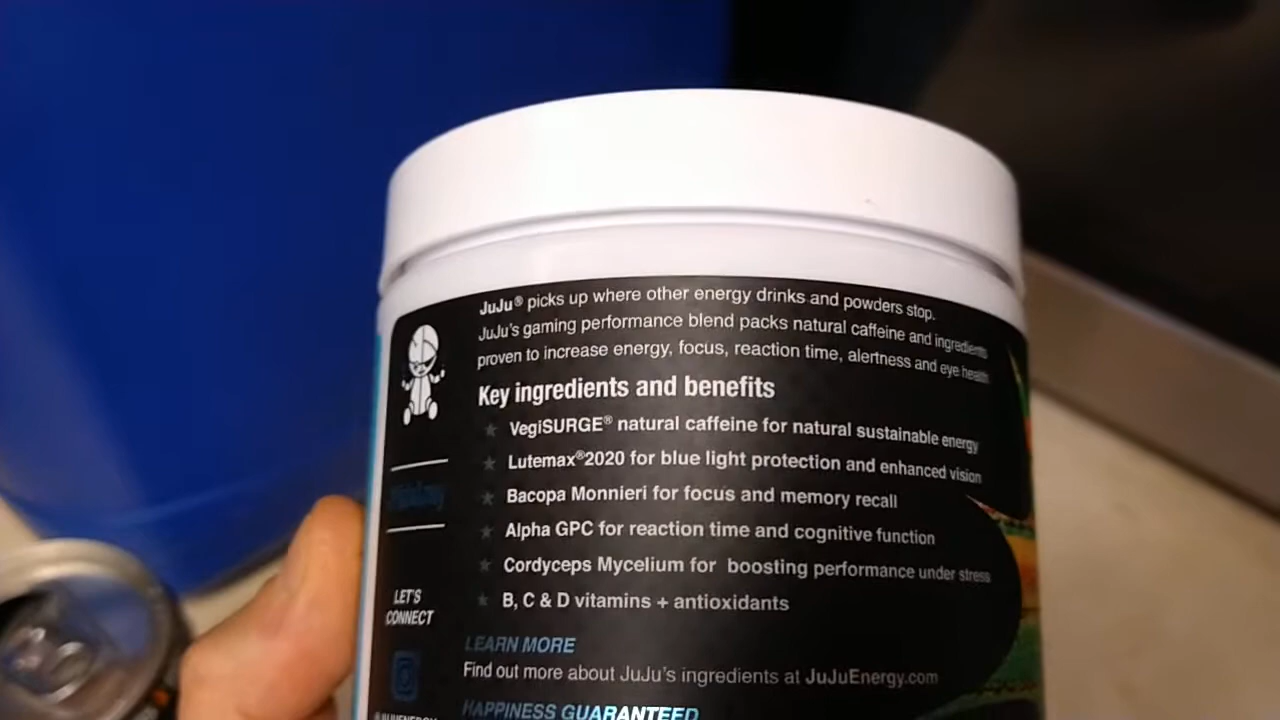 JuJu® picks up where other energy drinks and powders stop.
JuJu's gaming performance blend packs natural caffeine and ingredients
proven to increase energy, focus, reaction time, alertness and eye health
Key ingredients and benefits
VegiSURGE® natural caffeine for natural sustainable energy
Lutemax®2020 for blue light protection and enhanced vision
Bacopa Monnieri for focus and memory recall
Alpha GPC for reaction time and cognitive function
Cordyceps Mycelium for boosting performance under stress
B, C & D vitamins + antioxidants
LET'S
CONNECT
LEARN MORE
Find out more about JuJu's ingredients at JuJuEnergy.com
HAPPINESS GUARANTEED